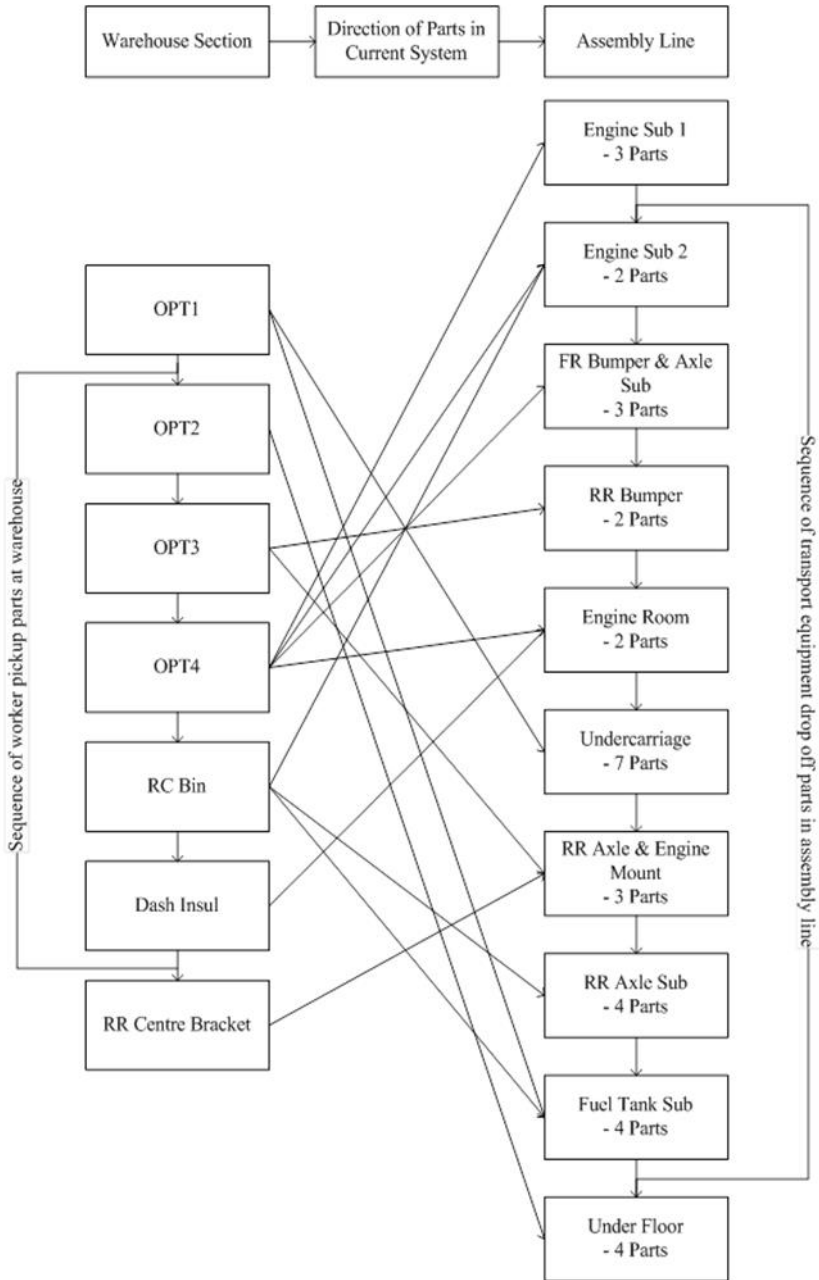 Warehouse Section
Direction of Parts in
Current System
Assembly Line
Engine Sub 1
- 3 Parts
Engine Sub 2
- 2 Parts
FR Bumper & Axle
Sub
- 3 Parts
RR Bumper
- 2 Parts
Engine Room
- 2 Parts
Undercarriage
- 7 Parts
RR Axle & Engine
Mount
- 3 Parts
RR Axle Sub
- 4 Parts
Fuel Tank Sub
- 4 Parts
Under Floor
- 4 Parts
OPT1
OPT2
OPT3
OPT4
RC Bin
Dash Insul
RR Centre Bracket
Sequence of worker pickup parts at warehouse
Sequence of transport equipment drop off parts in assembly line